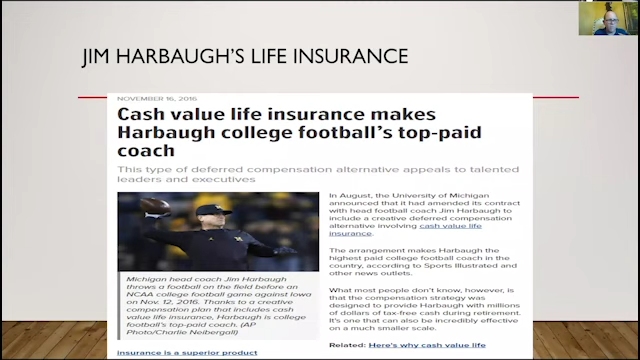 JIM HARBAUGH'S LIFE INSURANCE
NOVEMBER 16, 2016
Cash value life insurance makes
Harbaugh college football's top-paid
coach
This type of deferred compensation alternative appeals to talented
leaders and executives
Michigan head coach Jim Harbaugh
throws a football on the field before an
NCAA college football game against Iowa
on Nov. 12, 2016. Thanks to a creative
compensation plan that includes cash
value life insurance, Harbaugh is college
football's top-paid coach. (AP
Photo/Charlie Neibergall)
In August, the University of Michigan
announced that it had amended its contract
with head football coach Jim Harbaugh to
include a creative deferred compensation
alternative involving cash value life
insurance.
The arrangement makes Harbaugh the
highest paid college football coach in the
country, according to Sports Illustrated and
other news outlets.
What most people don't know, however, is
that the compensation strategy was
designed to provide Harbaugh with millions
of dollars of tax-free cash during retirement.
It's one that can also be incredibly effective
on a much smaller scale.
Related: Here's why cash value life
insurance is a superior product